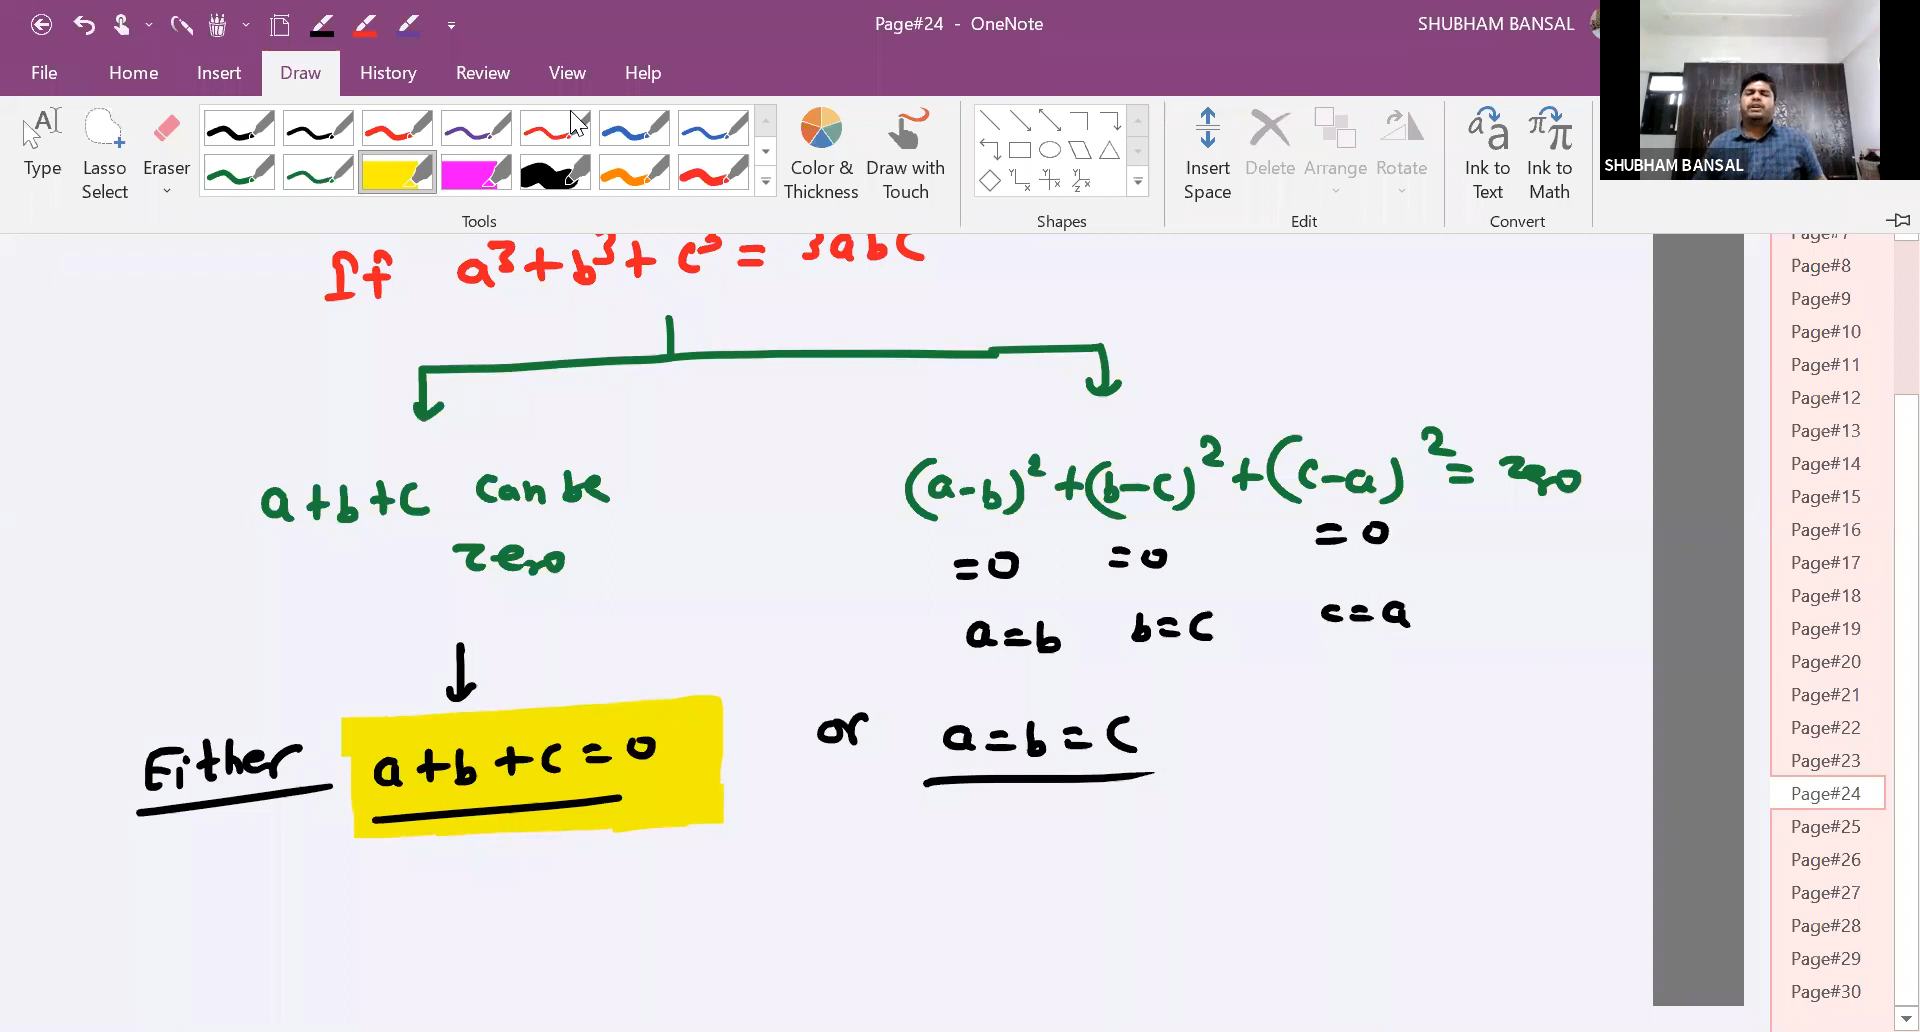 Page#24 - OneNote
SHUBHAM BANSAL
File Home Insert Draw History Review View Help
Type
Lasso Select
Eraser
Color & Thickness
Draw with Touch
Insert Space
Delete
Arrange
Rotate
Ink to Text
Ink to Math
Tools
Shapes
Edit
Convert
SHUBHAM BANSAL
If a³+b³+c³ = 3abc
a+b+c can be
zero
(a-b)²+(b-c)²+(c-a)²= zero
=0 =0 =0
a=b b=c c=a
Either a+b+c=0 or a=b=c
Page#7
Page#8
Page#9
Page#10
Page#11
Page#12
Page#13
Page#14
Page#15
Page#16
Page#17
Page#18
Page#19
Page#20
Page#21
Page#22
Page#23
Page#24
Page#25
Page#26
Page#27
Page#28
Page#29
Page#30